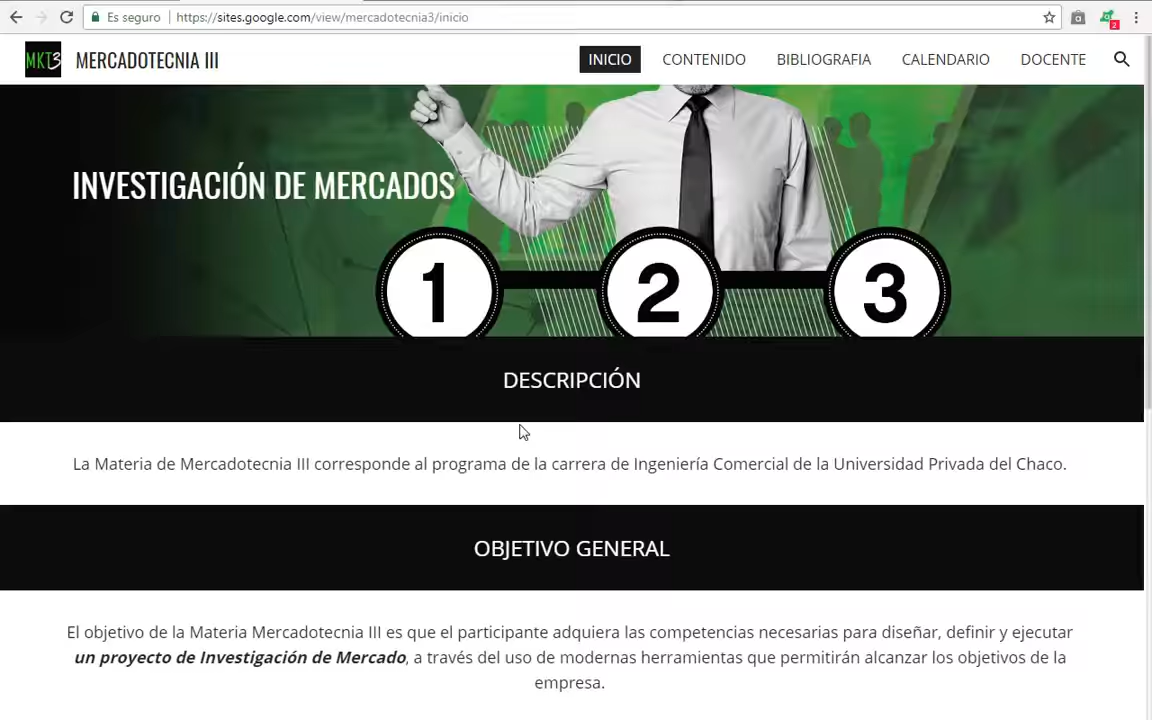 Es seguro
https://sites.google.com/view/mercadotecnia3/inicio
2
MKT3
MERCADOTECNIA III
INICIO
CONTENIDO
BIBLIOGRAFIA
CALENDARIO
DOCENTE
INVESTIGACIÓN DE MERCADOS
1
2
3
DESCRIPCIÓN
La Materia de Mercadotecnia III corresponde al programa de la carrera de Ingeniería Comercial de la Universidad Privada del Chaco.
OBJETIVO GENERAL
El objetivo de la Materia Mercadotecnia III es que el participante adquiera las competencias necesarias para diseñar, definir y ejecutar
un proyecto de Investigación de Mercado, a través del uso de modernas herramientas que permitirán alcanzar los objetivos de la
empresa.